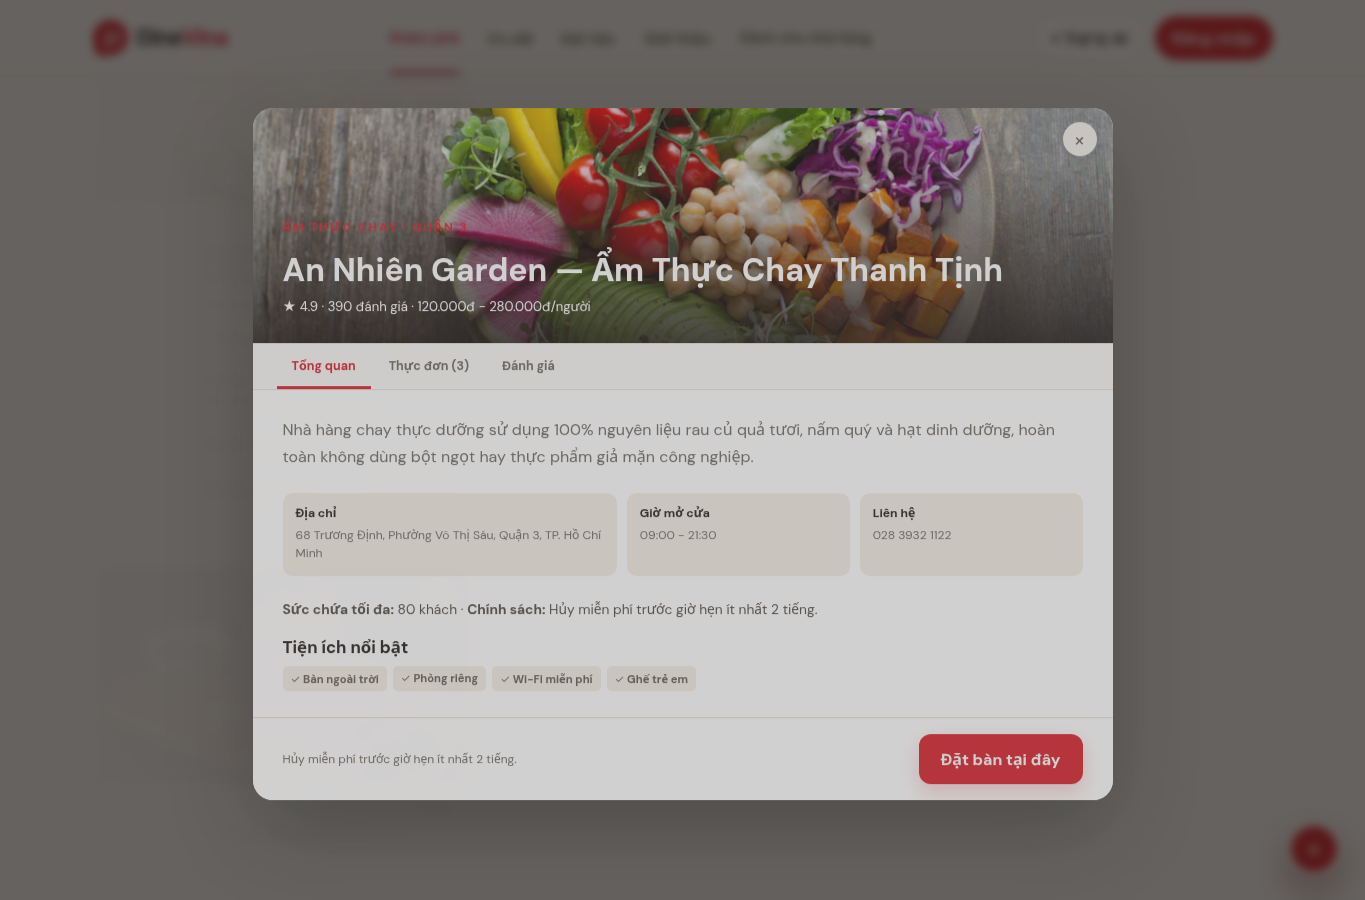 DineVine
×
ẨM THỰC CHAY · QUẬN 3
An Nhiên Garden — Ẩm Thực Chay Thanh Tịnh
★ 4.9 · 390 đánh giá · 120.000đ - 280.000đ/người
Tổng quan
Thực đơn (3)
Đánh giá
Nhà hàng chay thực dưỡng sử dụng 100% nguyên liệu rau củ quả tươi, nấm quý và hạt dinh dưỡng, hoàn
toàn không dùng bột ngọt hay thực phẩm giả mặn công nghiệp.
Địa chỉ
68 Trương Định, Phường Võ Thị Sáu, Quận 3, TP. Hồ Chí
Minh
Giờ mở cửa
09:00 - 21:30
Liên hệ
028 3932 1122
Sức chứa tối đa: 80 khách · Chính sách: Hủy miễn phí trước giờ hẹn ít nhất 2 tiếng.
Tiện ích nổi bật
✓ Bàn ngoài trời
✓ Phòng riêng
✓ Wi-Fi miễn phí
✓ Ghế trẻ em
Hủy miễn phí trước giờ hẹn ít nhất 2 tiếng.
Đặt bàn tại đây